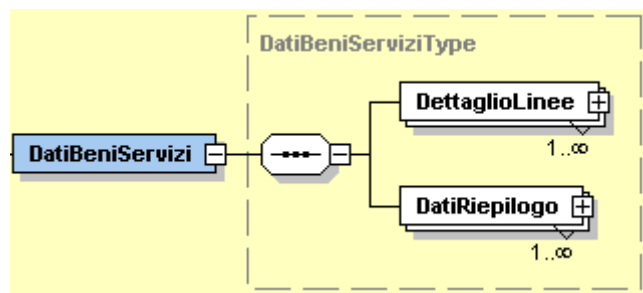 DatiBeniServiziType
DettaglioLinee
1..∞
DatiBeniServizi
DatiRiepilogo
1..∞